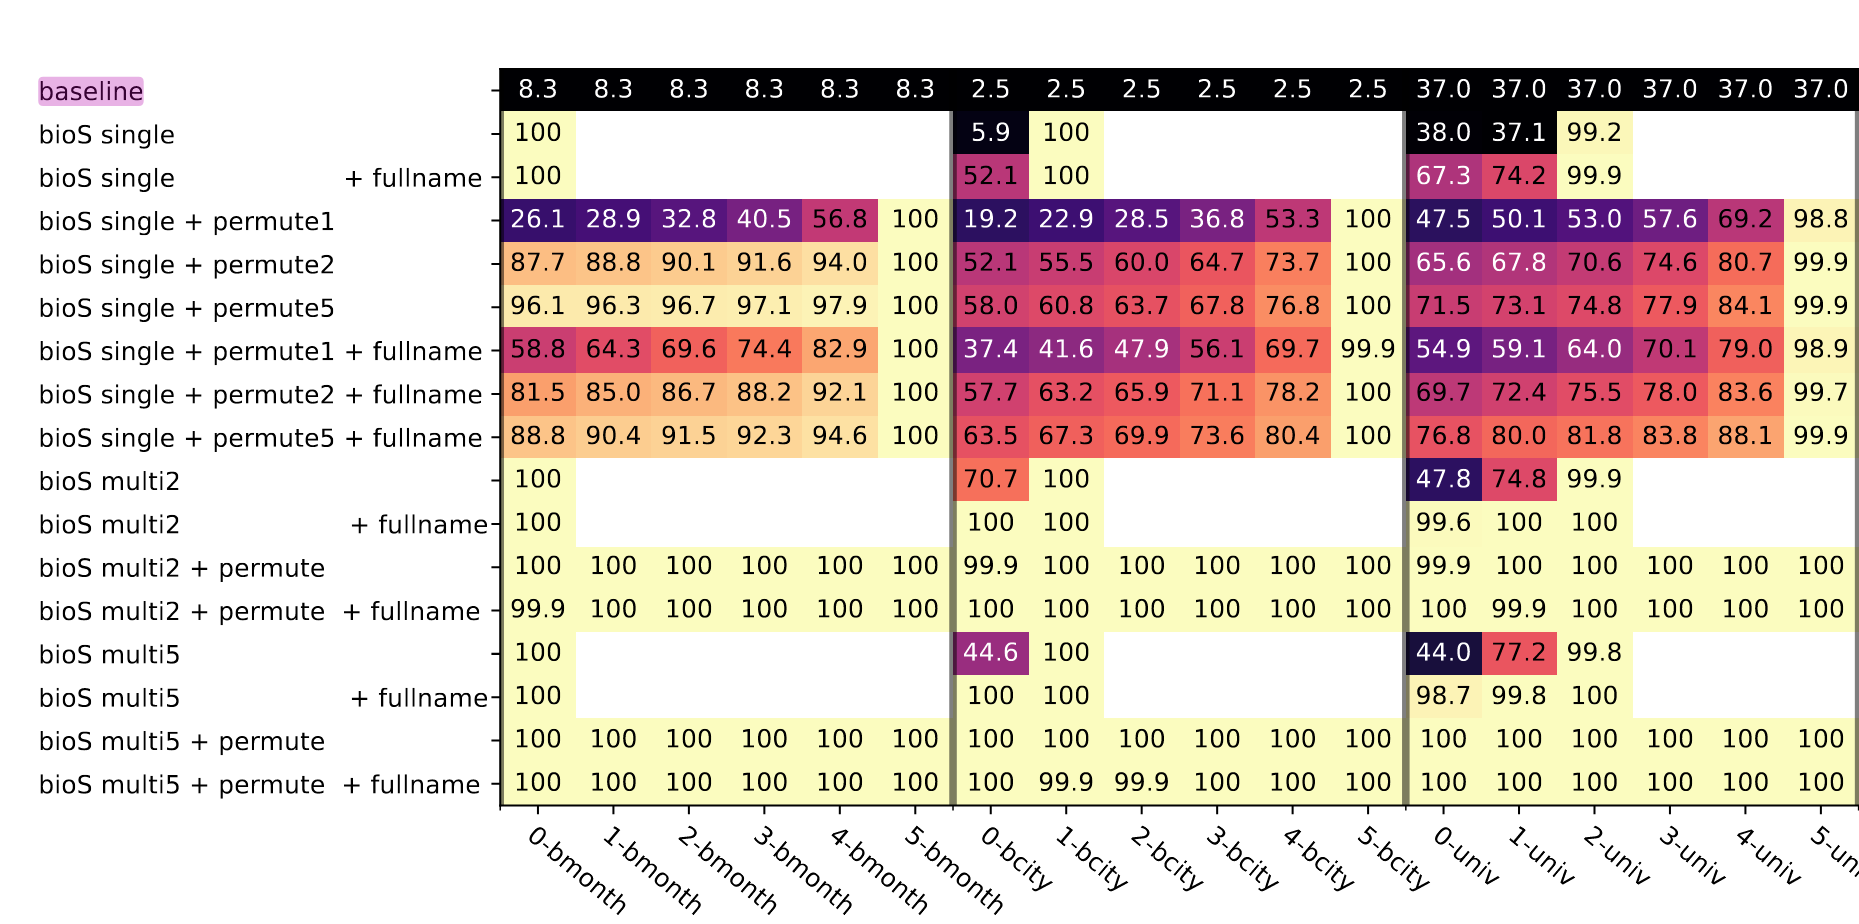 baseline 8.3 8.3 8.3 8.3 8.3 8.3 2.5 2.5 2.5 2.5 2.5 2.5 37.0 37.0 37.0 37.0 37.0 37.0
bioS single 100 5.9 100 38.0 37.1 99.2
bioS single + fullname 100 52.1 100 67.3 74.2 99.9
bioS single + permute1 26.1 28.9 32.8 40.5 56.8 100 19.2 22.9 28.5 36.8 53.3 100 47.5 50.1 53.0 57.6 69.2 98.8
bioS single + permute2 87.7 88.8 90.1 91.6 94.0 100 52.1 55.5 60.0 64.7 73.7 100 65.6 67.8 70.6 74.6 80.7 99.9
bioS single + permute5 96.1 96.3 96.7 97.1 97.9 100 58.0 60.8 63.7 67.8 76.8 100 71.5 73.1 74.8 77.9 84.1 99.9
bioS single + permute1 + fullname 58.8 64.3 69.6 74.4 82.9 100 37.4 41.6 47.9 56.1 69.7 99.9 54.9 59.1 64.0 70.1 79.0 98.9
bioS single + permute2 + fullname 81.5 85.0 86.7 88.2 92.1 100 57.7 63.2 65.9 71.1 78.2 100 69.7 72.4 75.5 78.0 83.6 99.7
bioS single + permute5 + fullname 88.8 90.4 91.5 92.3 94.6 100 63.5 67.3 69.9 73.6 80.4 100 76.8 80.0 81.8 83.8 88.1 99.9
bioS multi2 100 70.7 100 47.8 74.8 99.9
bioS multi2 + fullname 100 100 100 99.6 100 100
bioS multi2 + permute 100 100 100 100 100 100 99.9 100 100 100 100 100 99.9 100 100 100 100 100
bioS multi2 + permute + fullname 99.9 100 100 100 100 100 100 100 100 100 100 100 100 99.9 100 100 100 100
bioS multi5 100 44.6 100 44.0 77.2 99.8
bioS multi5 + fullname 100 100 100 98.7 99.8 100
bioS multi5 + permute 100 100 100 100 100 100 100 100 100 100 100 100 100 100 100 100 100 100
bioS multi5 + permute + fullname 100 100 100 100 100 100 100 99.9 99.9 100 100 100 100 100 100 100 100 100
0-bmonth 1-bmonth 2-bmonth 3-bmonth 4-bmonth 5-bmonth 0-bcity 1-bcity 2-bcity 3-bcity 4-bcity 5-bcity 0-univ 1-univ 2-univ 3-univ 4-univ 5-un